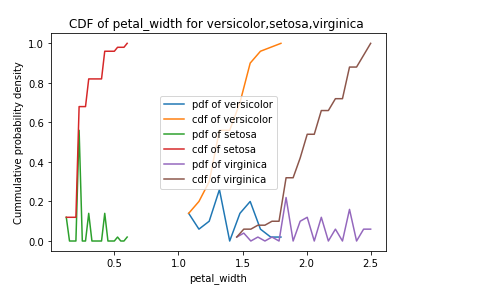 CDF of petal_width for versicolor,setosa,virginica
Cummulative probability density
1.0
0.8
0.6
0.4
0.2
0.0
pdf of versicolor
cdf of versicolor
pdf of setosa
cdf of setosa
pdf of virginica
cdf of virginica
0.5 1.0 1.5 2.0 2.5
petal_width